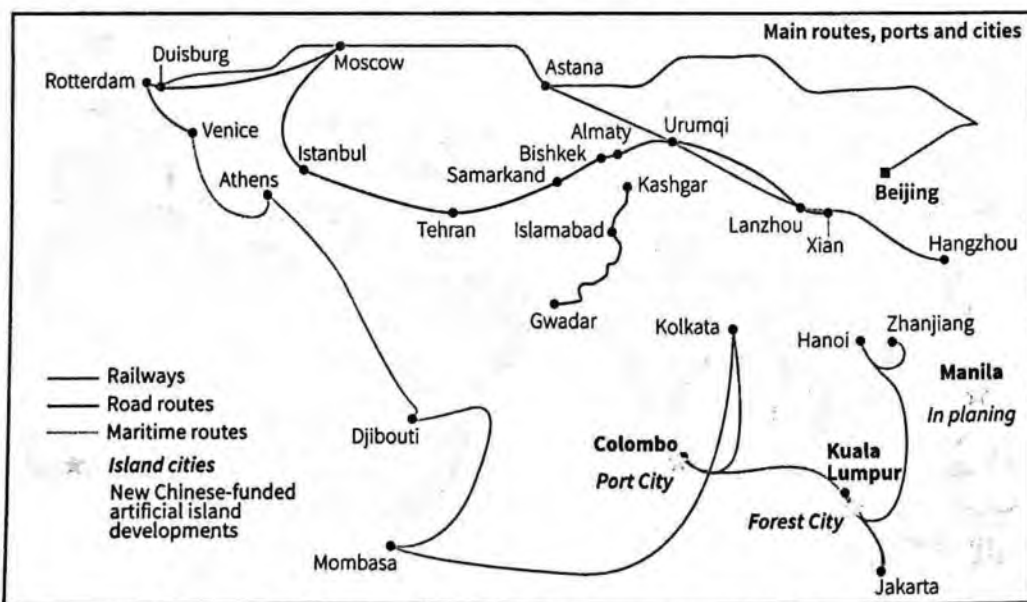 Main routes, ports and cities
Duisburg
Rotterdam
Moscow
Astana
Venice
Almaty
Urumqi
Istanbul
Bishkek
Athens
Samarkand
Kashgar
Beijing
Tehran
Islamabad
Lanzhou
Xian
Hangzhou
Gwadar
Kolkata
Hanoi
Zhanjiang
Manila
In planing
Railways
Road routes
Maritime routes
Island cities
New Chinese-funded
artificial island
developments
Djibouti
Colombo
Port City
Kuala
Lumpur
Forest City
Mombasa
Jakarta